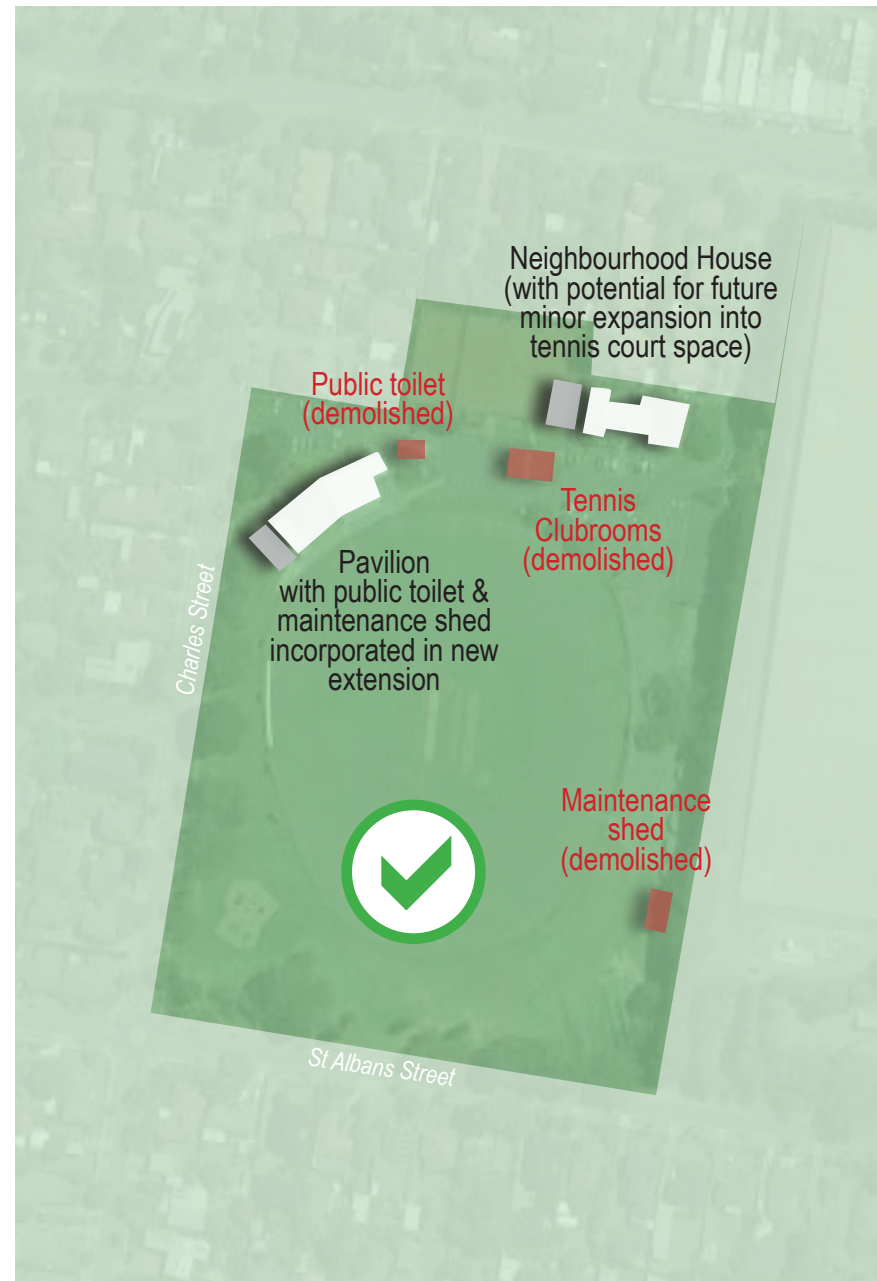 Neighbourhood House
(with potential for future
minor expansion into
tennis court space)
Public toilet
(demolished)
Tennis
Clubrooms
(demolished)
Pavilion
with public toilet &
maintenance shed
incorporated in new
extension
Charles Street
Maintenance
shed
(demolished)
St Albans Street